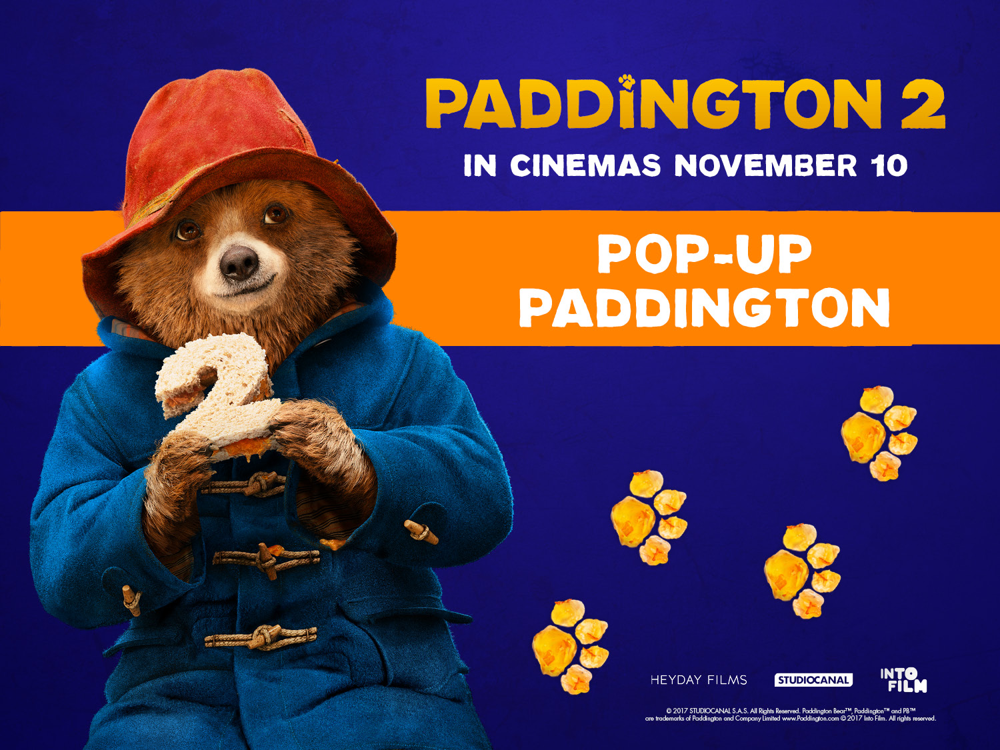 PADDINGTON 2
IN CINEMAS NOVEMBER 10
POP-UP
PADDINGTON
2
HEYDAY FILMS
STUDIOCANAL
INTO
FILM
© 2017 STUDIOCANAL S.A.S. All Rights Reserved. Paddington Bear™, Paddington™ and PB™
are trademarks of Paddington and Company Limited www.Paddington.com © 2017 Into Film. All rights reserved.